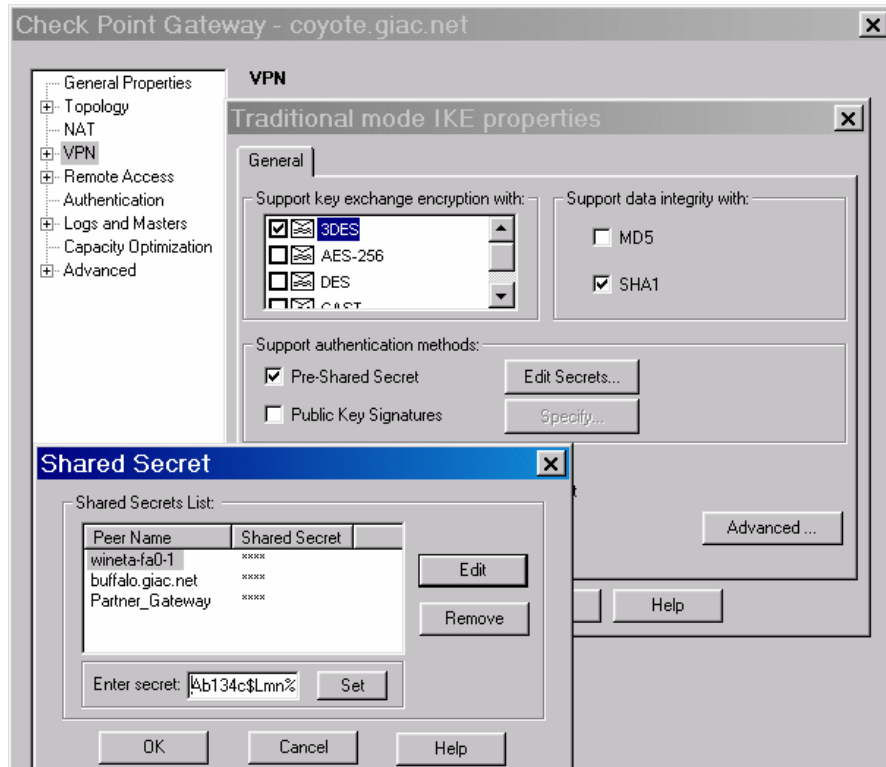 Check Point Gateway - coyote.giac.net
General Properties
Topology
NAT
VPN
Remote Access
Authentication
Logs and Masters
Capacity Optimization
Advanced
VPN
Traditional mode IKE properties
General
Support key exchange encryption with:
3DES
AES-256
DES
CAST
Support data integrity with:
MD5
SHA1
Support authentication methods:
Pre-Shared Secret
Edit Secrets...
Public Key Signatures
Specify...
Advanced ...
Help
Shared Secret
Shared Secrets List:
Peer Name Shared Secret
wineta-fa0-1 ****
buffalo.giac.net ****
Partner_Gateway ****
Edit
Remove
Enter secret: Ab134c$Lmn% Set
OK Cancel Help